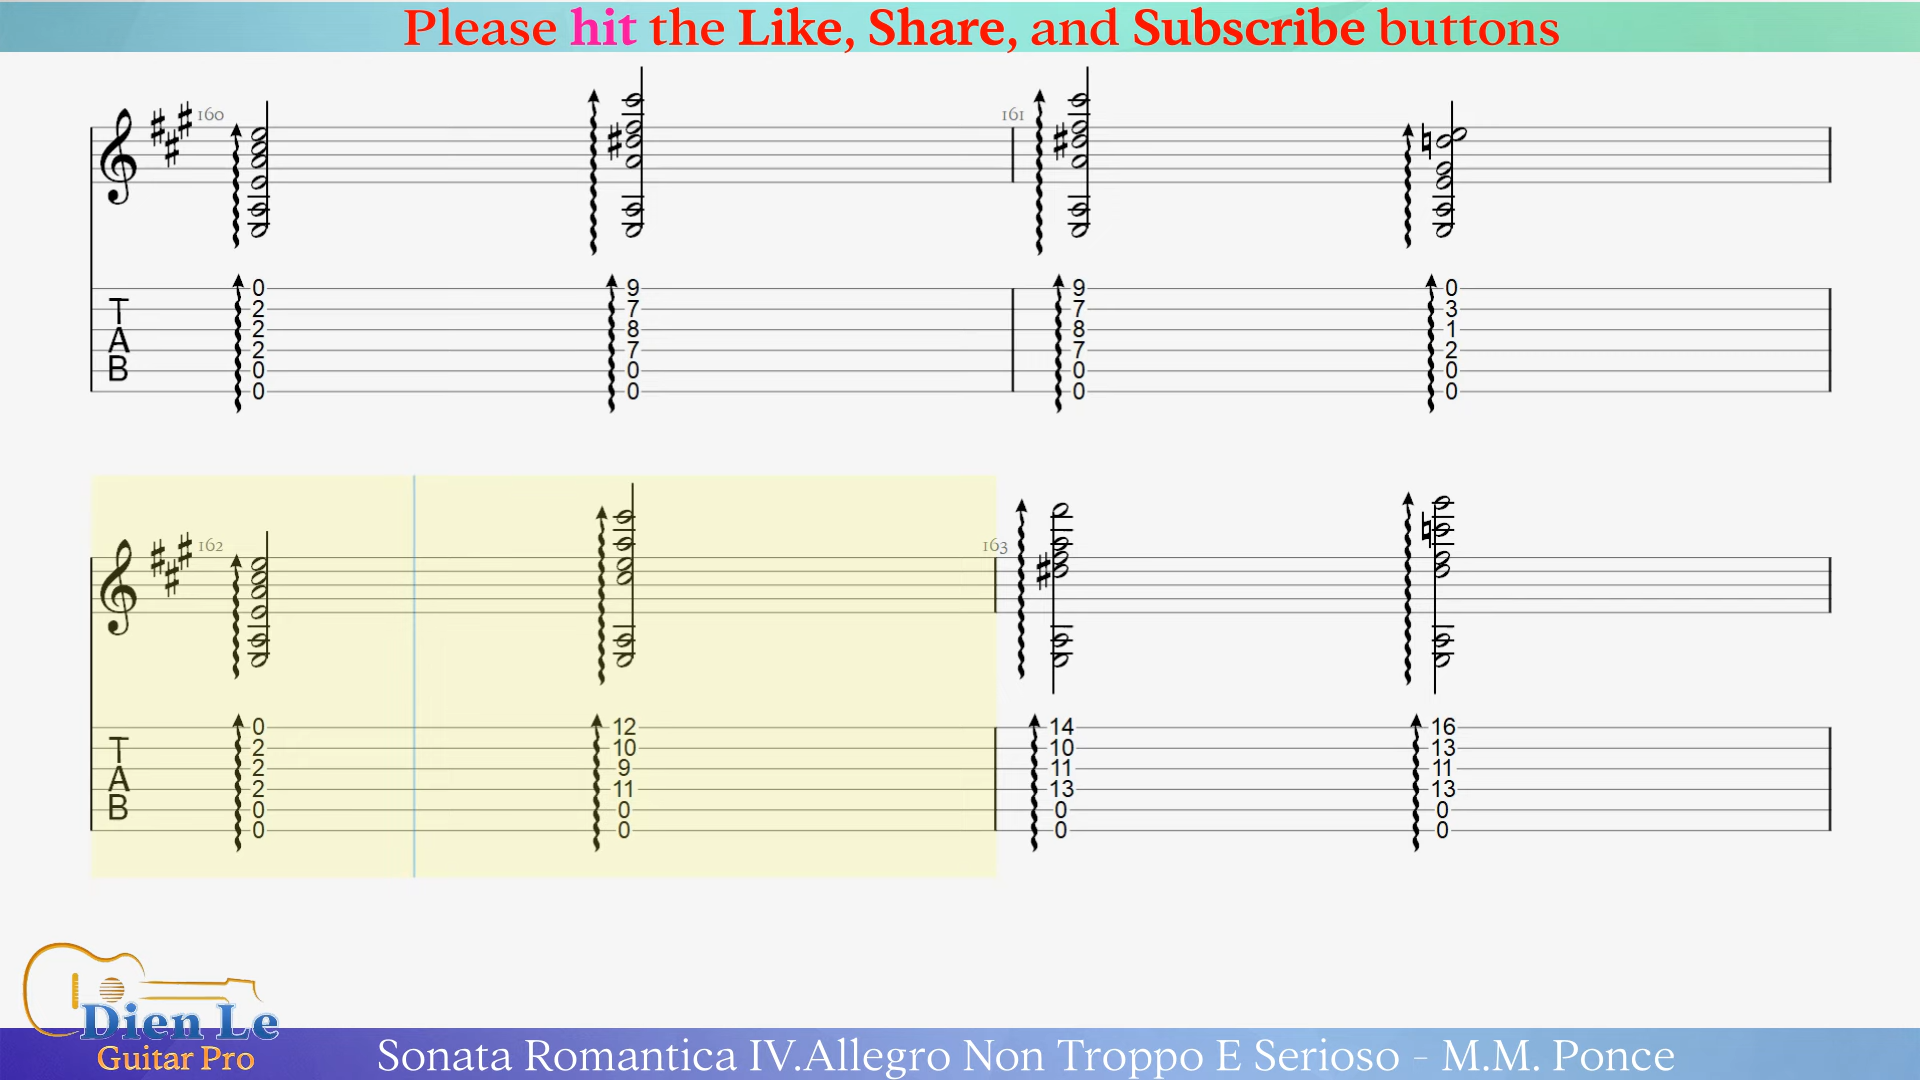 Please hit the Like, Share, and Subscribe buttons
160
161
T
A
B
0 9 9 0
2 7 7 3
2 8 8 1
2 7 7 2
0 0 0 0
0 0 0 0
162
163
T
A
B
0 12 14 16
2 10 10 13
2 9 11 11
2 11 13 13
0 0 0 0
0 0 0 0
Dien Le
Guitar Pro
Sonata Romantica IV.Allegro Non Troppo E Serioso - M.M. Ponce